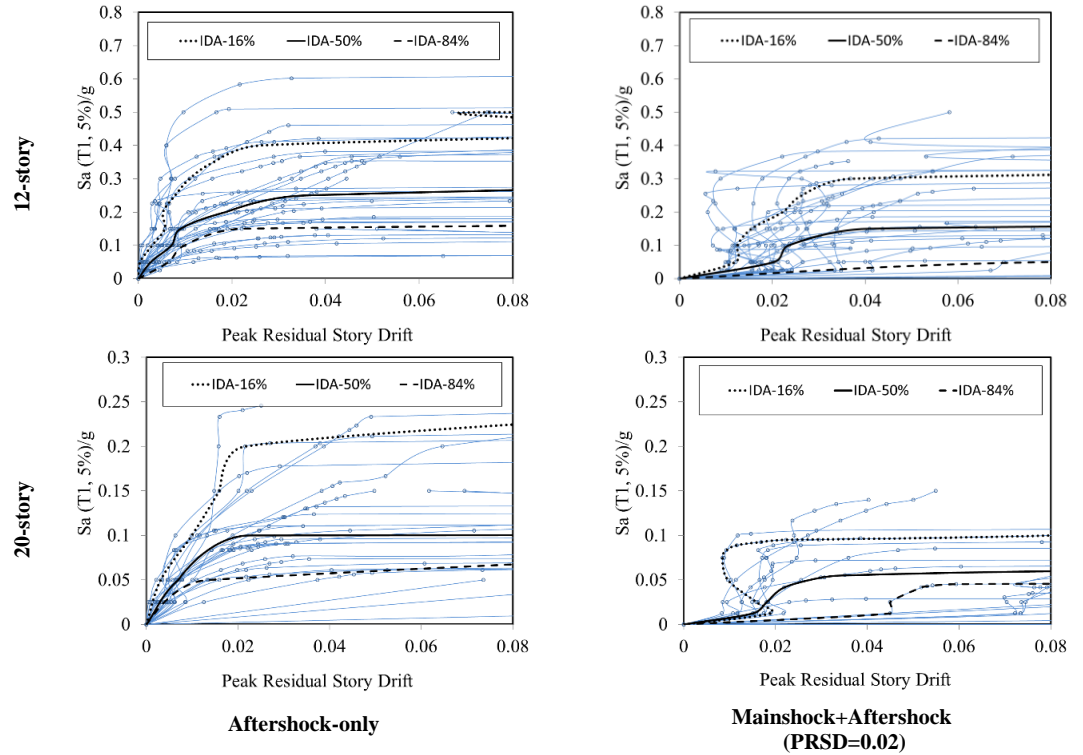 IDA-16% IDA-50% IDA-84%
0.8
0.7
0.6
0.5
0.4
0.3
0.2
0.1
0
Sa (T1, 5%)/g
12-story
0 0.02 0.04 0.06 0.08
Peak Residual Story Drift
IDA-16% IDA-50% IDA-84%
0.8
0.7
0.6
0.5
0.4
0.3
0.2
0.1
0
Sa (T1, 5%)/g
0 0.02 0.04 0.06 0.08
Peak Residual Story Drift
IDA-16% IDA-50% IDA-84%
0.3
0.25
0.2
0.15
0.1
0.05
0
Sa (T1, 5%)/g
20-story
0 0.02 0.04 0.06 0.08
Peak Residual Story Drift
Aftershock-only
IDA-16% IDA-50% IDA-84%
0.3
0.25
0.2
0.15
0.1
0.05
0
Sa (T1, 5%)/g
0 0.02 0.04 0.06 0.08
Peak Residual Story Drift
Mainshock+Aftershock
(PRSD=0.02)